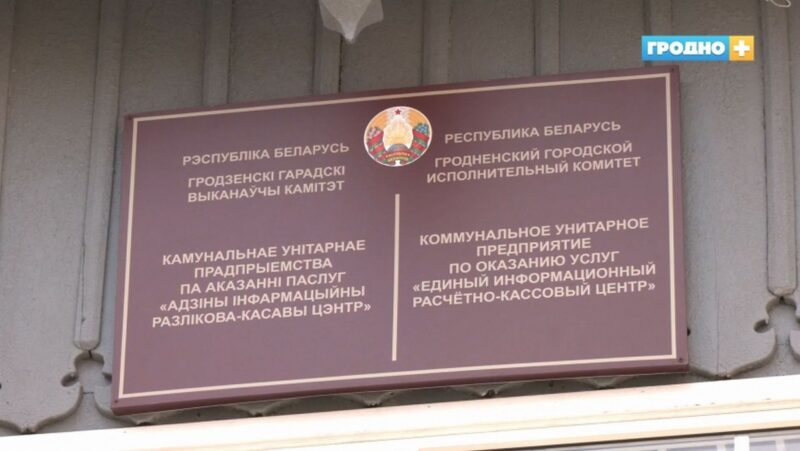 ГРОДНО +
РЭСПУБЛІКА БЕЛАРУСЬ
ГРОДЗЕНСКІ ГАРАДСКІ
ВЫКАНАЎЧЫ КАМІТЭТ
КАМУНАЛЬНАЕ УНІТАРНАЕ
ПРАДПРЫЕМСТВА
ПА АКАЗАННІ ПАСЛУГ
«АДЗІНЫ ІНФАРМАЦЫЙНЫ
РАЗЛІКОВА-КАСАВЫ ЦЭНТР»
РЕСПУБЛИКА БЕЛАРУСЬ
ГРОДНЕНСКИЙ ГОРОДСКОЙ
ИСПОЛНИТЕЛЬНЫЙ КОМИТЕТ
КОММУНАЛЬНОЕ УНИТАРНОЕ
ПРЕДПРИЯТИЕ
ПО ОКАЗАНИЮ УСЛУГ
«ЕДИНЫЙ ИНФОРМАЦИОННЫЙ
РАСЧЁТНО-КАССОВЫЙ ЦЕНТР»